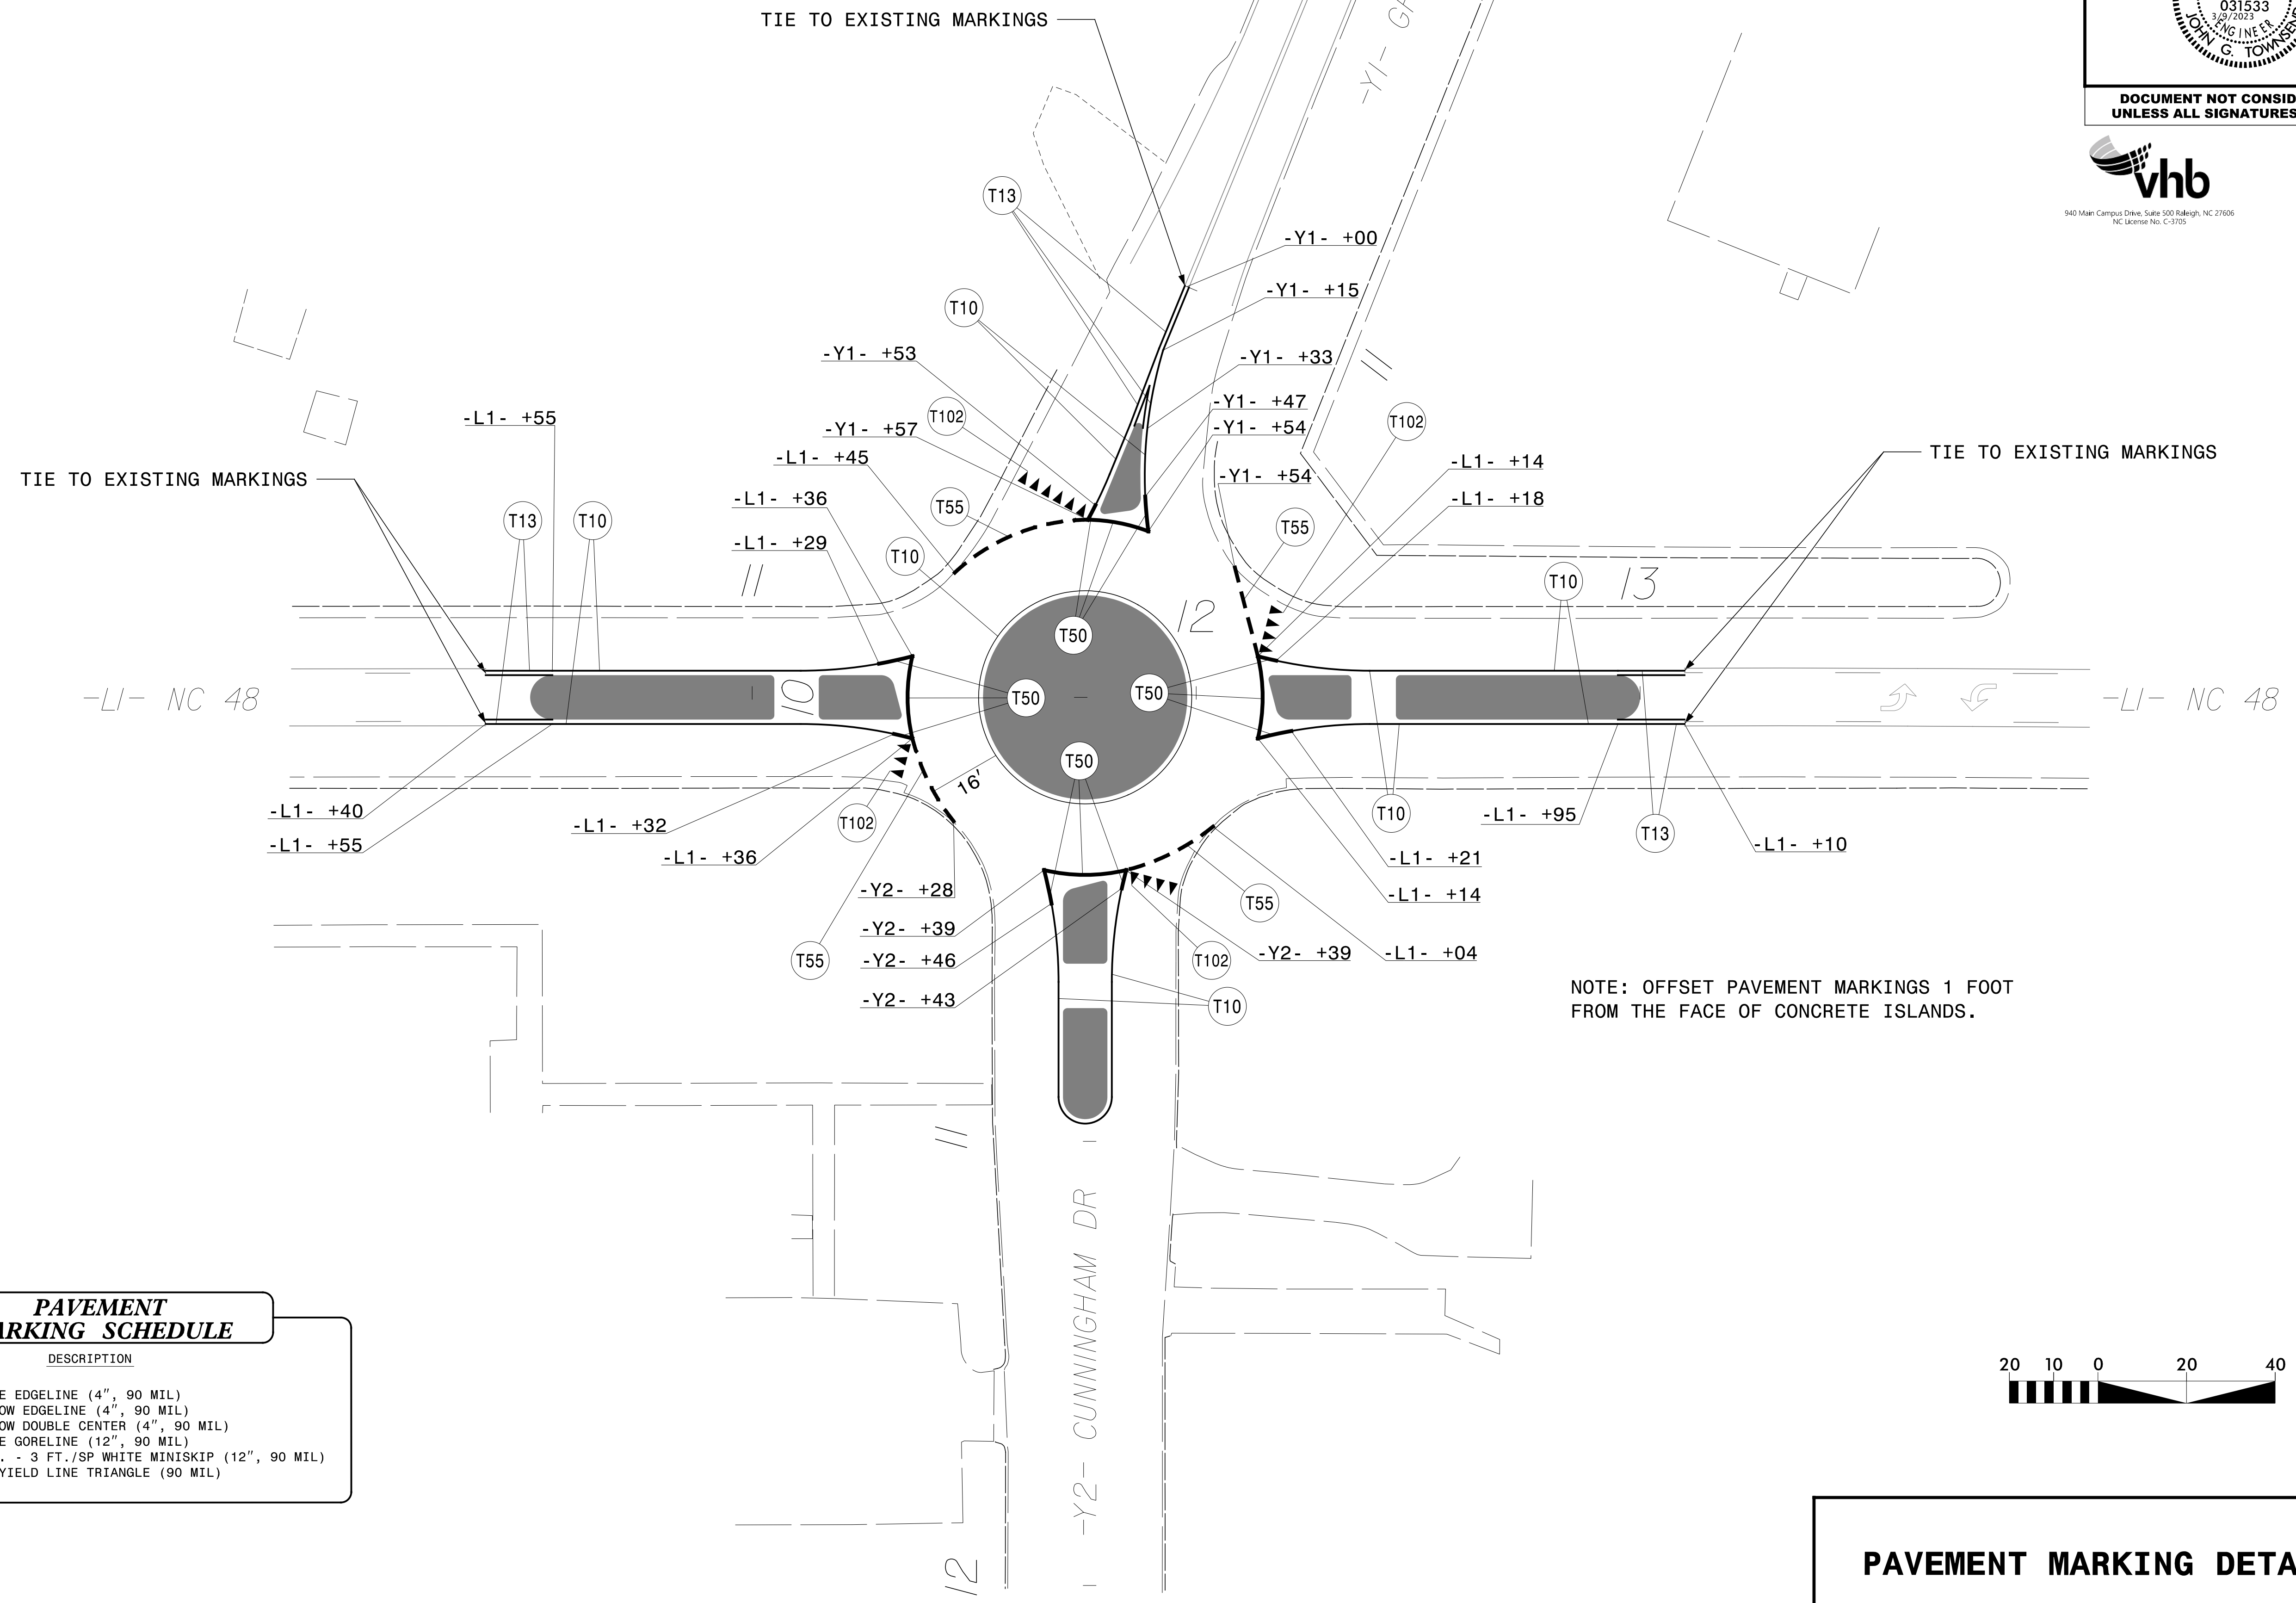 TIE TO EXISTING MARKINGS
031533
3/9/2023
ENGINEER
JOHN G. TOWNSEN
DOCUMENT NOT CONSID
UNLESS ALL SIGNATURES
vhb
940 Main Campus Drive, Suite 500 Raleigh, NC 27606
NC License No. C-3705
-Y1-
T13
-Y1- +00
-Y1- +15
T10
-Y1- +53
-Y1- +33
-L1- +55
T102
-Y1- +47
-Y1- +57
-Y1- +54
T102
-L1- +45
-L1- +14
TIE TO EXISTING MARKINGS
TIE TO EXISTING MARKINGS
-Y1- +54
-L1- +36
-L1- +18
T13
T10
T55
T55
-L1- +29
T10
11
11
T10
13
12
T50
-L1- NC 48
10
T50
T50
-L1- NC 48
T50
16'
-L1- +40
-L1- +32
T102
T10
-L1- +95
T13
-L1- +10
-L1- +55
-L1- +36
-L1- +21
-Y2- +28
-L1- +14
T55
-Y2- +39
T55
-Y2- +46
T102
-Y2- +39
-L1- +04
-Y2- +43
T10
NOTE: OFFSET PAVEMENT MARKINGS 1 FOOT
FROM THE FACE OF CONCRETE ISLANDS.
11
-Y2- CUNNINGHAM DR
12
PAVEMENT
ARKING SCHEDULE
DESCRIPTION
E EDGELINE (4", 90 MIL)
OW EDGELINE (4", 90 MIL)
OW DOUBLE CENTER (4", 90 MIL)
E GORELINE (12", 90 MIL)
. - 3 FT./SP WHITE MINISKIP (12", 90 MIL)
YIELD LINE TRIANGLE (90 MIL)
20 10 0 20 40
PAVEMENT MARKING DETA